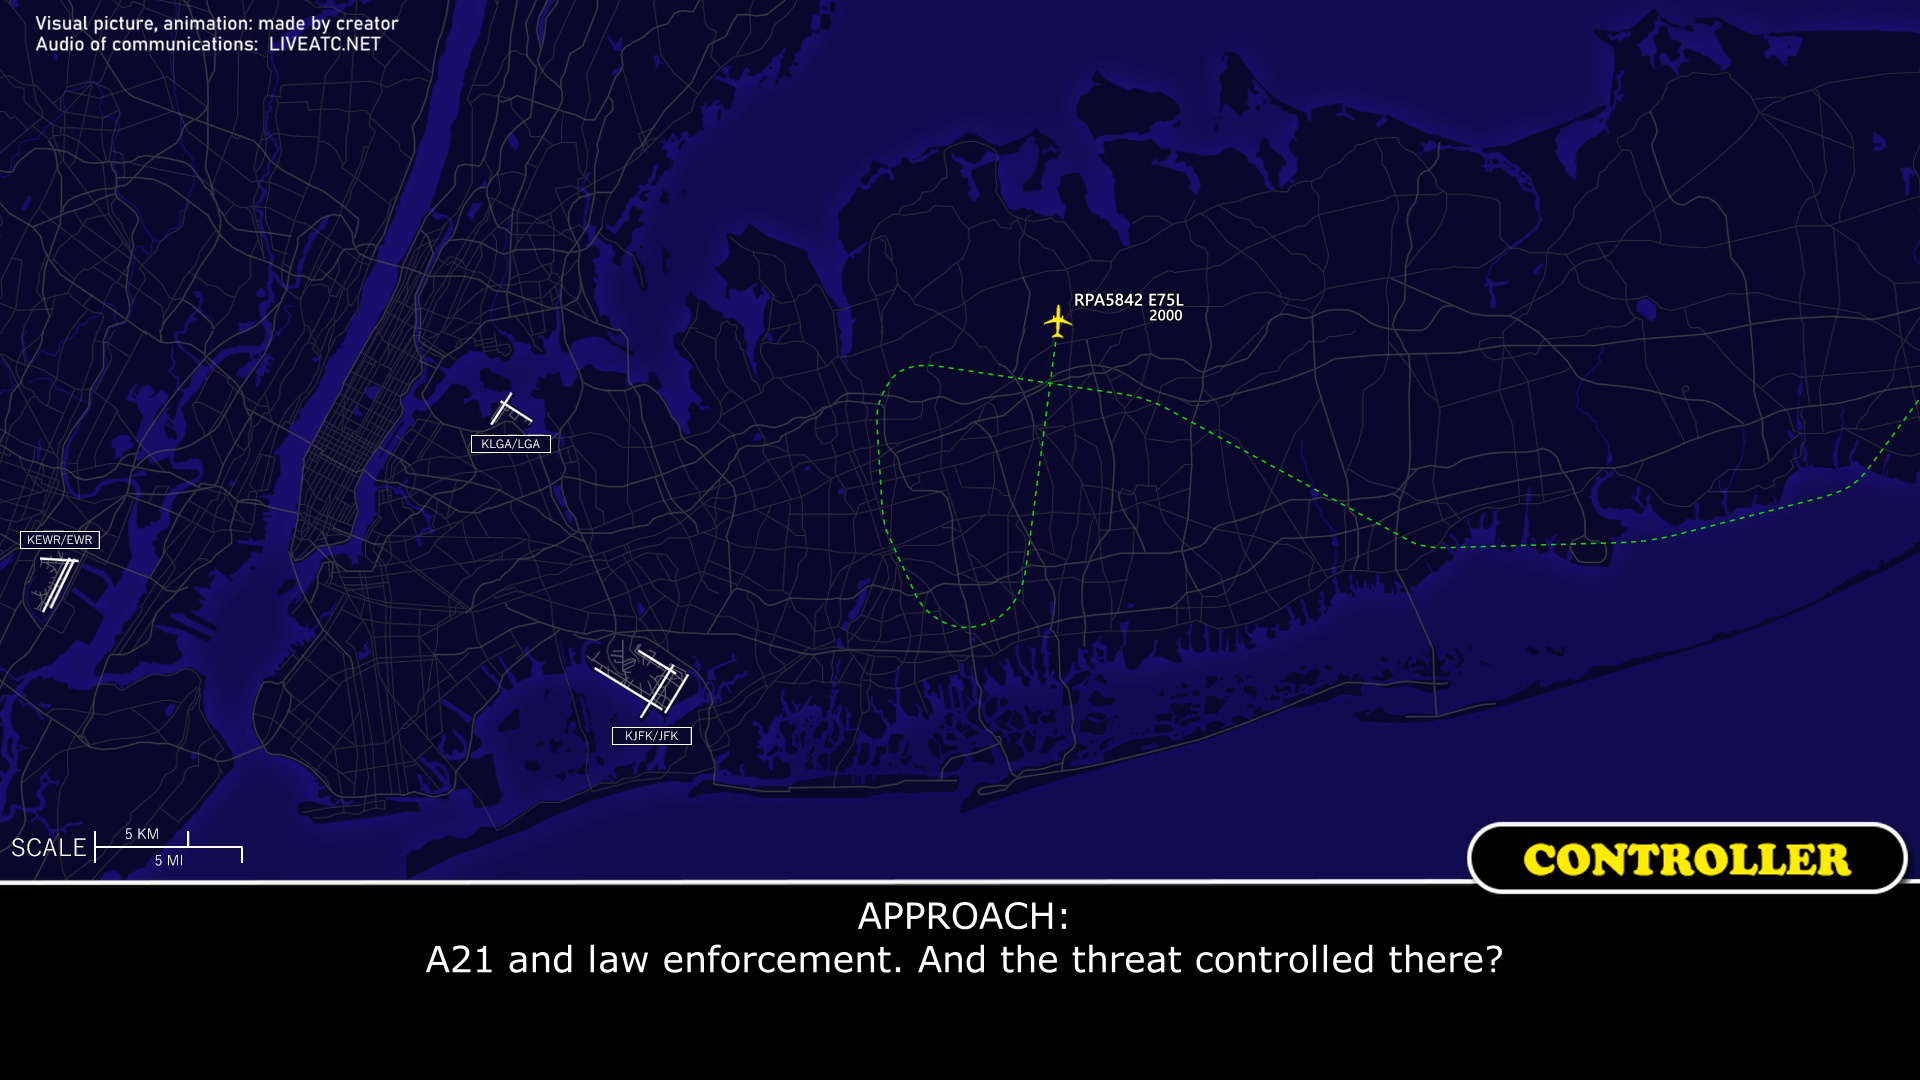 Visual picture, animation: made by creator
Audio of communications: LIVEATC.NET
RPA5842 E75L
2000
KLGA/LGA
KEWR/EWR
KJFK/JFK
SCALE
5 KM
5 MI
CONTROLLER
APPROACH:
A21 and law enforcement. And the threat controlled there?